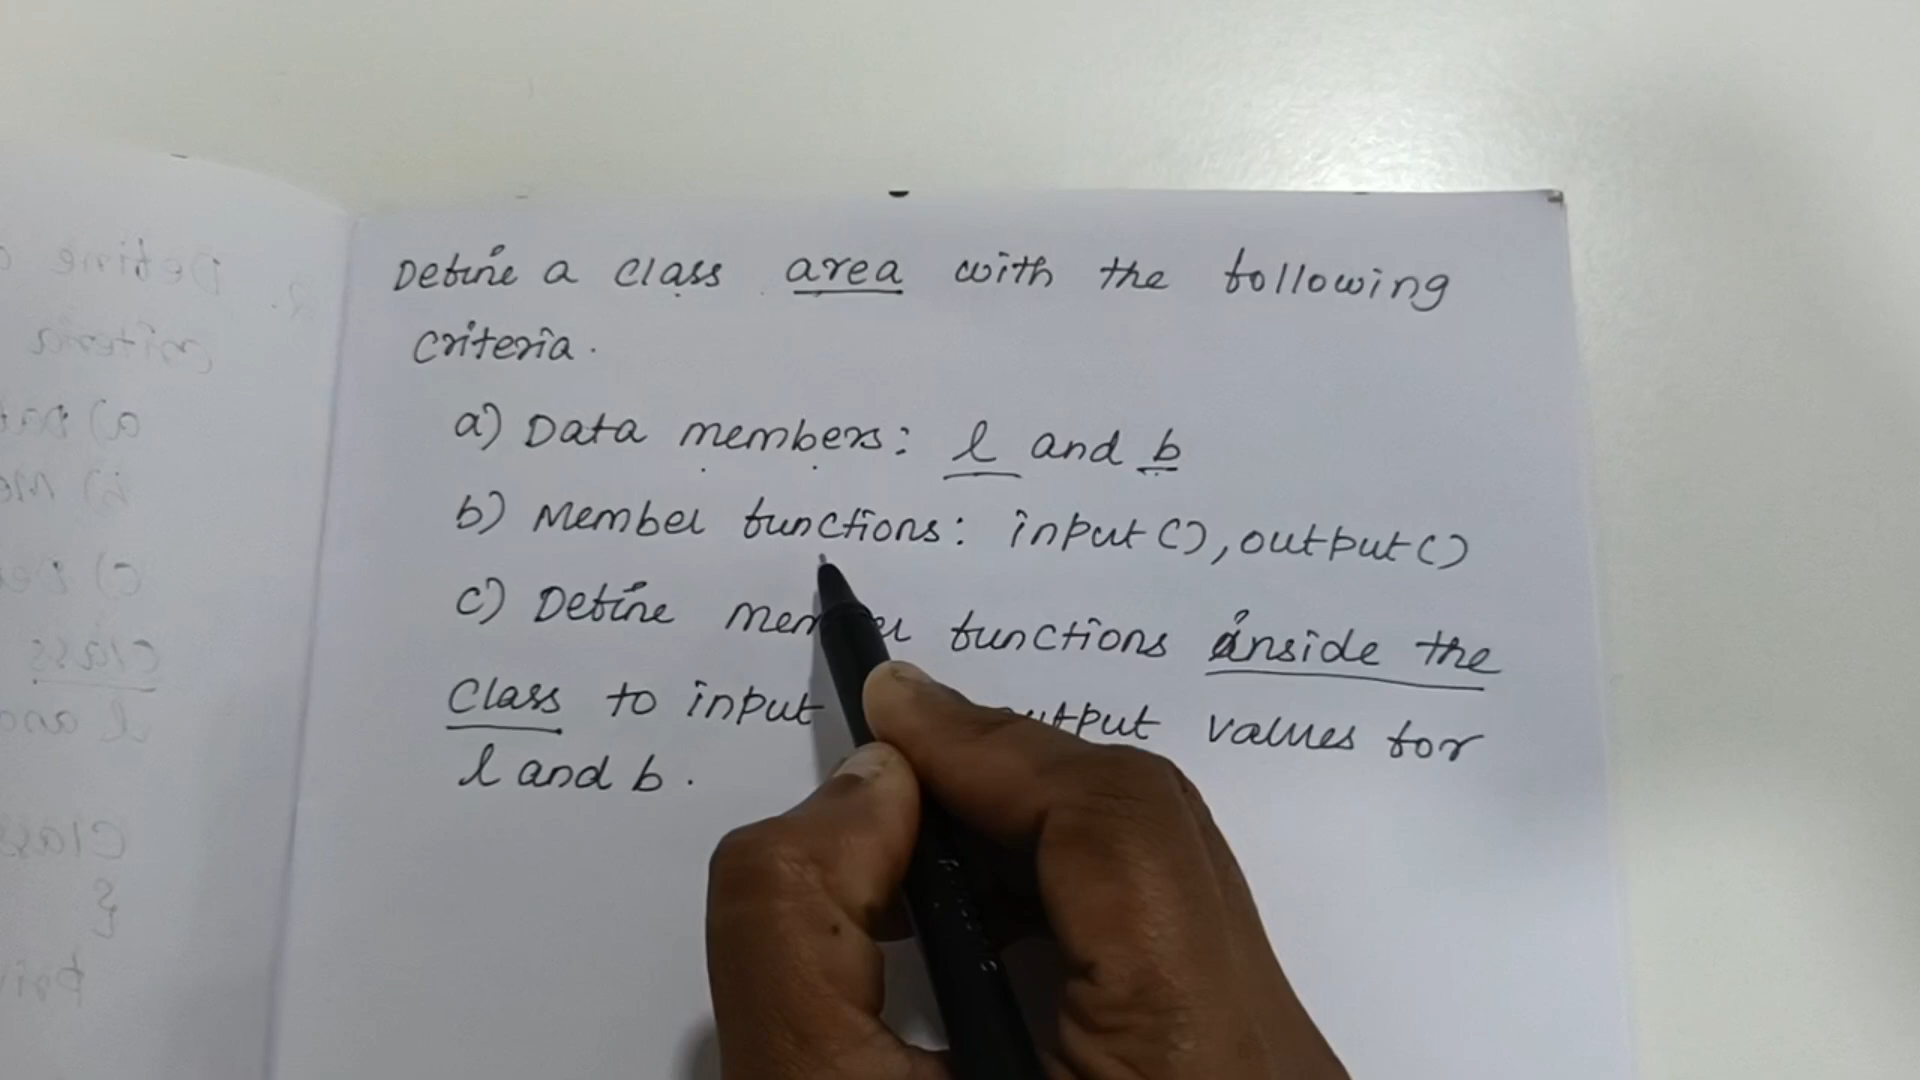 Define a class area with the following
criteria.
a) Data members: l and b
b) Member functions: input(), output()
c) Define functions inside the
class to input values for
l and b.